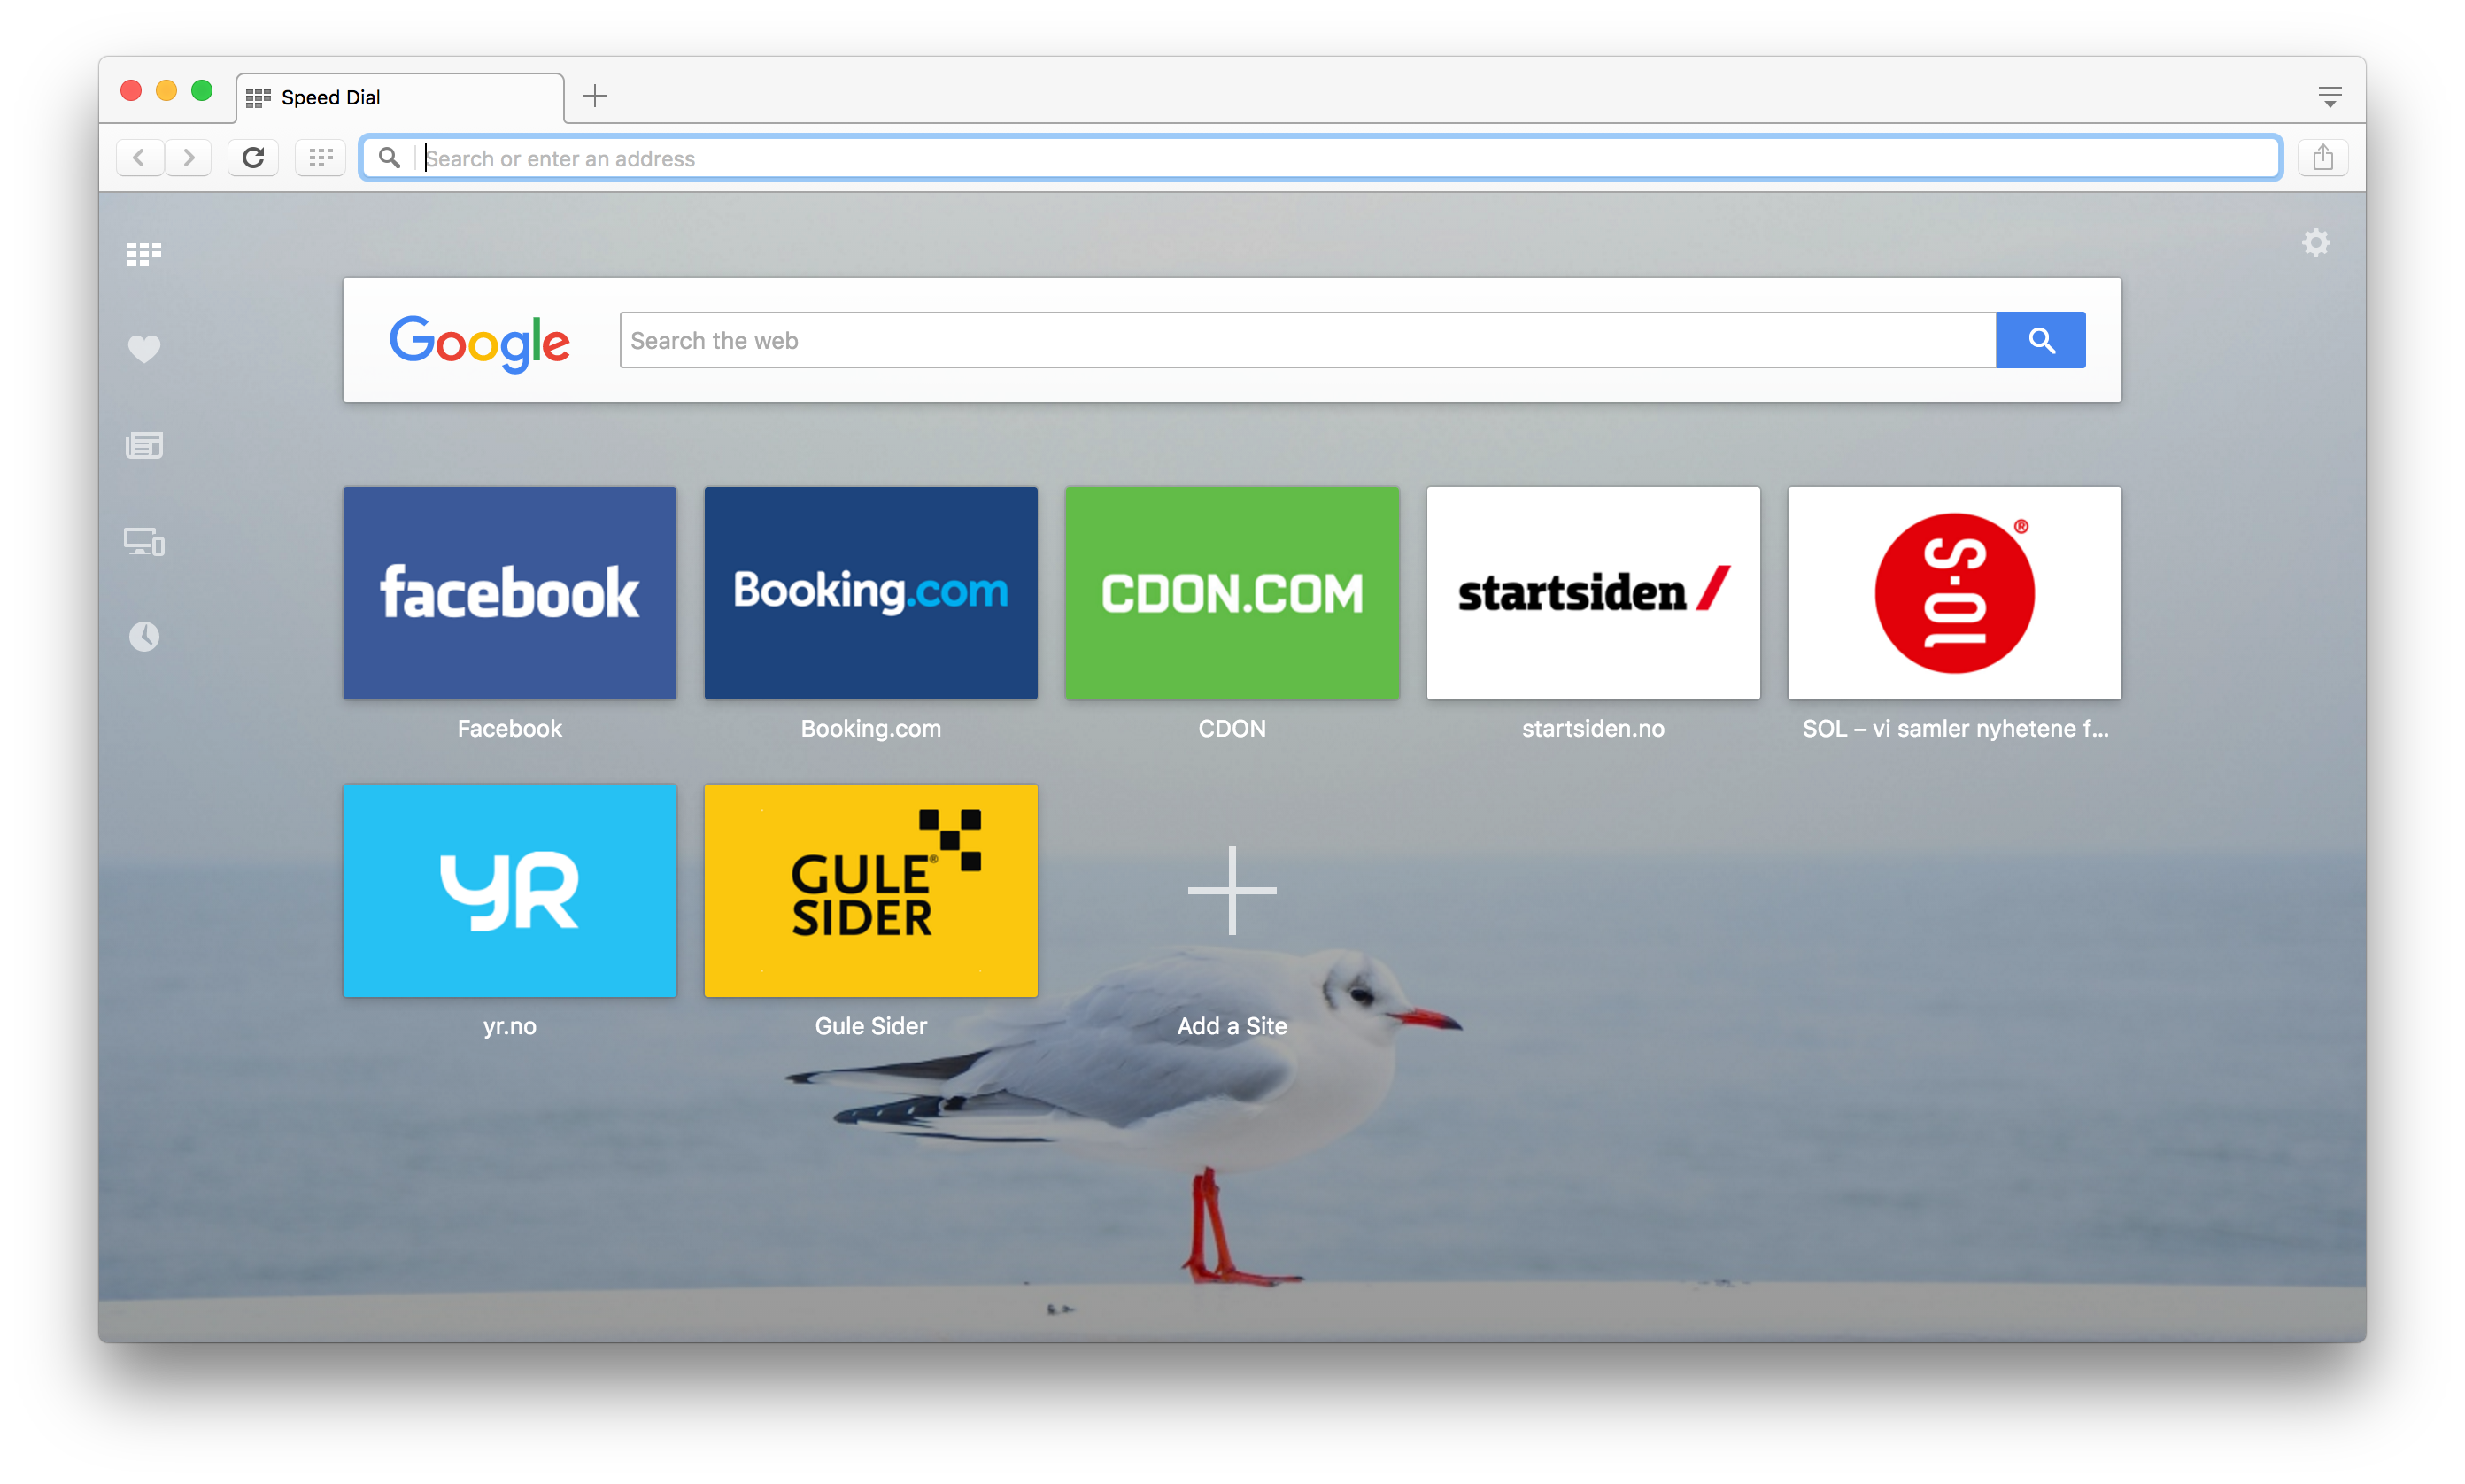 Speed Dial
Search or enter an address
Google
Search the web
facebook
Booking.com
CDON.COM
startsiden
SOL ®
Facebook
Booking.com
CDON
startsiden.no
SOL – vi samler nyhetene f...
yr
GULE®
SIDER
yr.no
Gule Sider
Add a Site